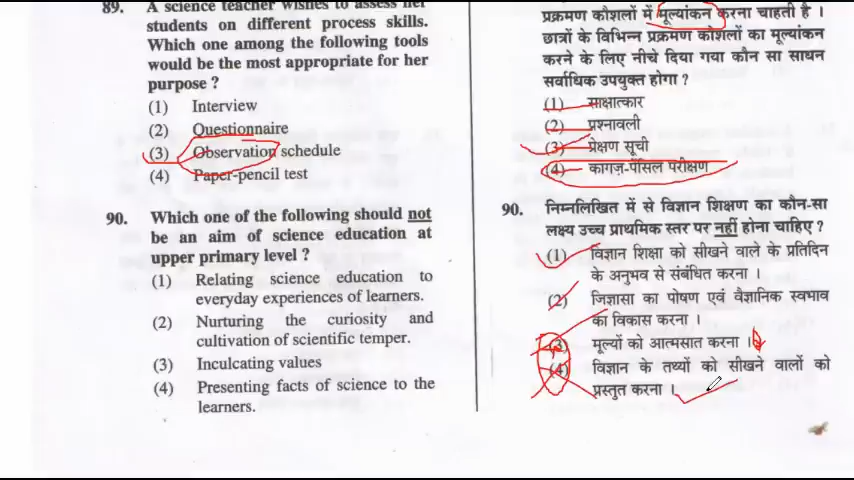 89. A science teacher wishes to assess her
students on different process skills.
Which one among the following tools
would be the most appropriate for her
purpose ?
(1) Interview
(2) Questionnaire
(3) Observation schedule
(4) Paper-pencil test
90. Which one of the following should not
be an aim of science education at
upper primary level ?
(1) Relating science education to
everyday experiences of learners.
(2) Nurturing the curiosity and
cultivation of scientific temper.
(3) Inculcating values
(4) Presenting facts of science to the
learners.
प्रक्रमण कौशलों में मूल्यांकन करना चाहती है ।
छात्रों के विभिन्न प्रक्रमण कौशलों का मूल्यांकन
करने के लिए नीचे दिया गया कौन सा साधन
सर्वाधिक उपयुक्त होगा ?
(1) साक्षात्कार
(2) प्रश्नावली
(3) प्रेक्षण सूची
(4) कागज़-पेंसिल परीक्षण
90. निम्नलिखित में से विज्ञान शिक्षण का कौन-सा
लक्ष्य उच्च प्राथमिक स्तर पर नहीं होना चाहिए ?
(1) विज्ञान शिक्षा को सीखने वाले के प्रतिदिन
के अनुभव से संबंधित करना ।
(2) जिज्ञासा का पोषण एवं वैज्ञानिक स्वभाव
का विकास करना ।
(3) मूल्यों को आत्मसात करना ।
(4) विज्ञान के तथ्यों को सीखने वालों को
प्रस्तुत करना ।